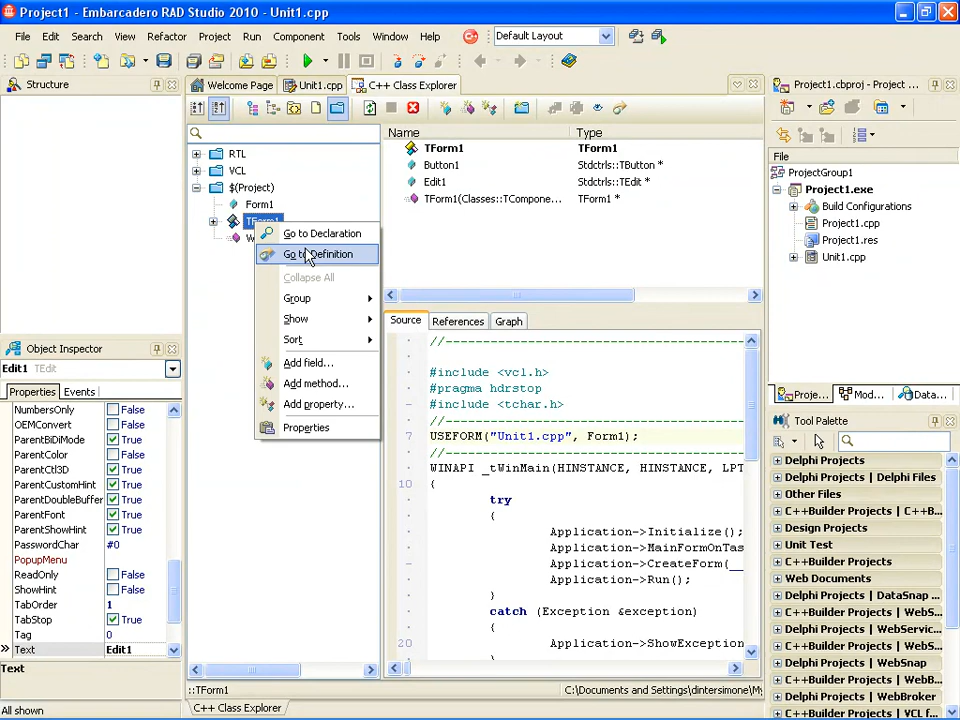 Project1 - Embarcadero RAD Studio 2010 - Unit1.cpp
File Edit Search View Refactor Project Run Component Tools Window Help
Default Layout
Structure
Welcome Page Unit1.cpp C++ Class Explorer
Project1.cbproj - Project
File
ProjectGroup1
Project1.exe
Build Configurations
Project1.cpp
Project1.res
Unit1.cpp
RTL
VCL
$(Project)
Form1
TForm1
Go to Declaration
Go to Definition
Collapse All
Group
Show
Sort
Add field...
Add method...
Add property...
Properties
Name Type
TForm1 TForm1
Button1 Stdctrls::TButton *
Edit1 Stdctrls::TEdit *
TForm1(Classes::TCompone... TForm1 *
Source References Graph
//----------------------------------
#include <vcl.h>
#pragma hdrstop
#include <tchar.h>
//----------------------------------
7 USEFORM("Unit1.cpp", Form1);
//----------------------------------
WINAPI _tWinMain(HINSTANCE, HINSTANCE, LPT
10 {
try
{
Application->Initialize();
Application->MainFormOnTas
Application->CreateForm(__
Application->Run();
}
catch (Exception &exception)
{
20 Application->ShowException
}
Object Inspector
Edit1 TEdit
Properties Events
NumbersOnly False
OEMConvert False
ParentBiDiMode True
ParentColor False
ParentCtl3D True
ParentCustomHint True
ParentDoubleBuffer True
ParentFont True
ParentShowHint True
PasswordChar #0
PopupMenu
ReadOnly False
ShowHint False
TabOrder 1
TabStop True
Tag 0
Text Edit1
Text
All shown
Proje... Mod... Data...
Tool Palette
Delphi Projects
Delphi Projects | Delphi Files
Other Files
C++Builder Projects | C++B...
Design Projects
Unit Test
C++Builder Projects
Web Documents
Delphi Projects | DataSnap ...
C++Builder Projects | WebS...
Delphi Projects | WebServic...
C++Builder Projects | WebS...
Delphi Projects | WebSnap
C++Builder Projects | WebS...
Delphi Projects | WebBroker
C++Builder Projects | VCL f...
::TForm1 C:\Documents and Settings\dintersimone\My
C++ Class Explorer